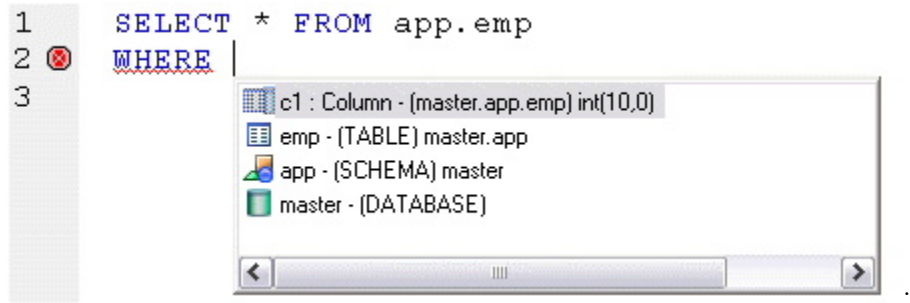 1 SELECT * FROM app.emp
2 WHERE
3
c1 : Column - (master.app.emp) int(10,0)
emp - (TABLE) master.app
app - (SCHEMA) master
master - (DATABASE)
.